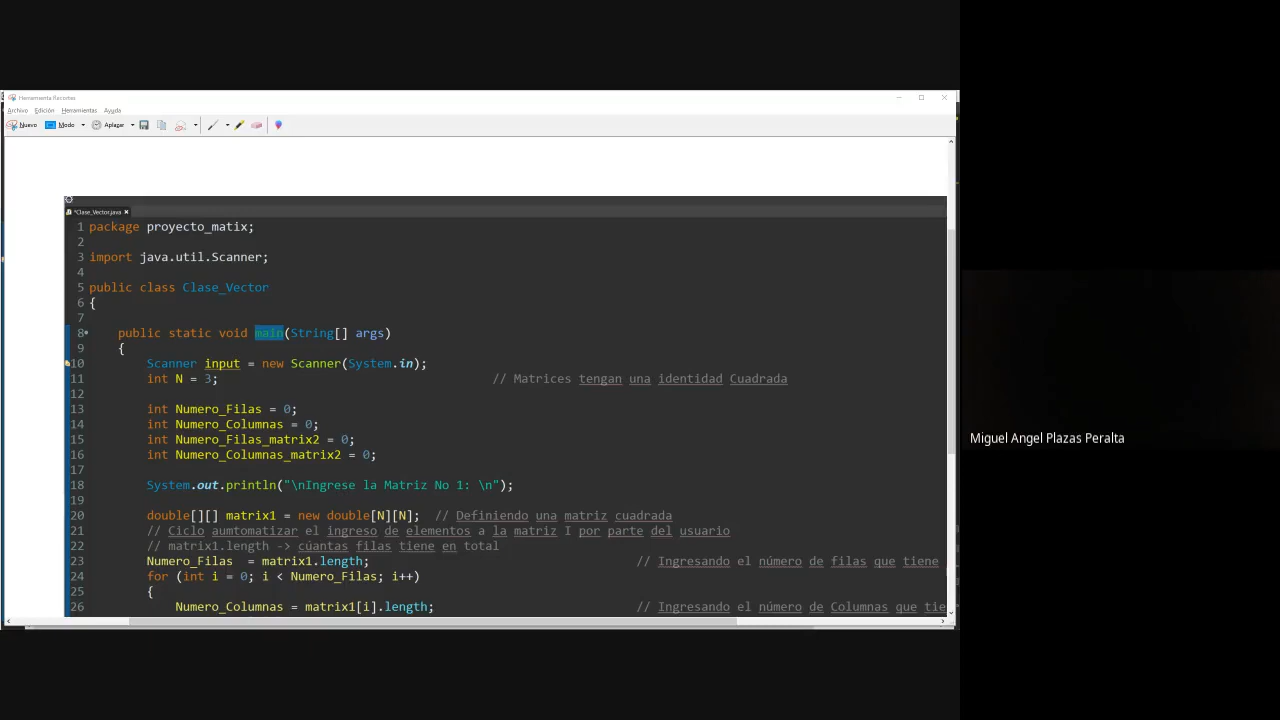 Herramienta Recortes
Archivo Edición Herramientas Ayuda
Nuevo Modo Aplazar
*Clase_Vector.java
1 package proyecto_matix;
2
3 import java.util.Scanner;
4
5 public class Clase_Vector
6 {
7
8 public static void main(String[] args)
9 {
10 Scanner input = new Scanner(System.in);
11 int N = 3; // Matrices tengan una identidad Cuadrada
12
13 int Numero_Filas = 0;
14 int Numero_Columnas = 0;
15 int Numero_Filas_matrix2 = 0;
16 int Numero_Columnas_matrix2 = 0;
17
18 System.out.println("\nIngrese la Matriz No 1: \n");
19
20 double[][] matrix1 = new double[N][N]; // Definiendo una matriz cuadrada
21 // Ciclo aumtomatizar el ingreso de elementos a la matriz I por parte del usuario
22 // matrix1.length -> cúantas filas tiene en total
23 Numero_Filas = matrix1.length; // Ingresando el número de filas que tiene
24 for (int i = 0; i < Numero_Filas; i++)
25 {
26 Numero_Columnas = matrix1[i].length; // Ingresando el número de Columnas que tie
Miguel Angel Plazas Peralta